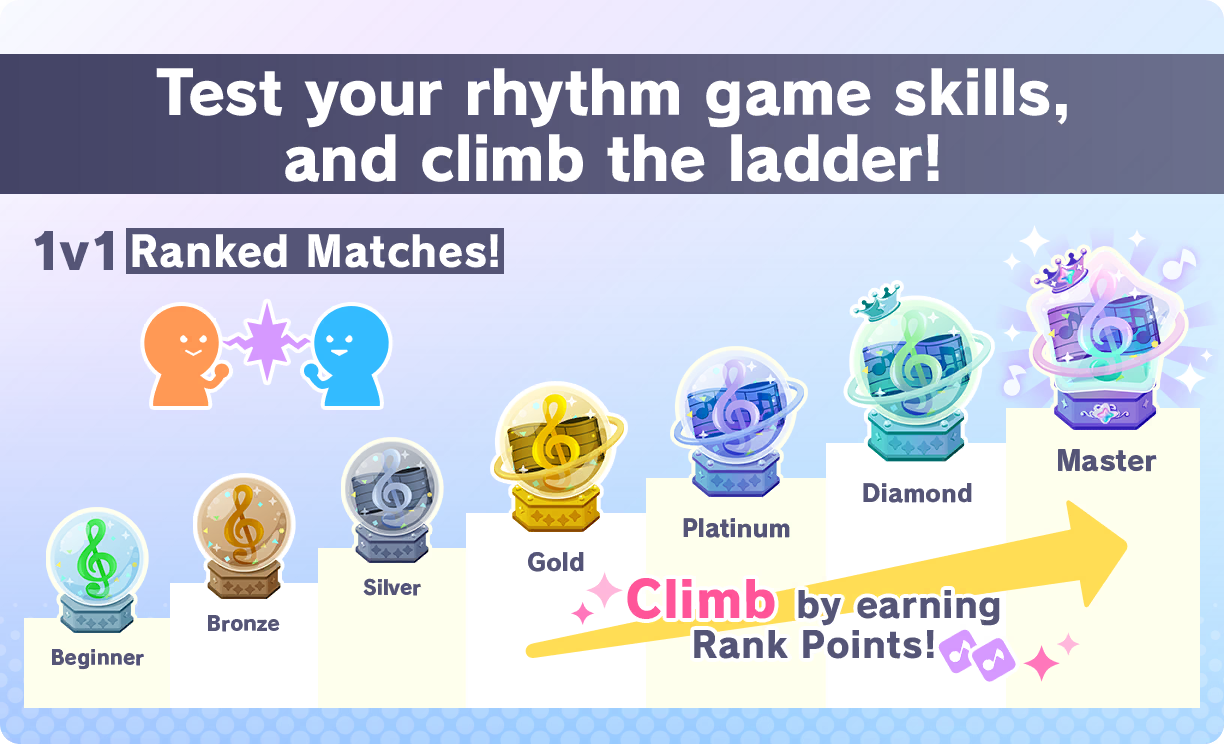 Test your rhythm game skills,
and climb the ladder!
1v1 Ranked Matches!
Master
Diamond
Platinum
Gold
Silver
Bronze
Beginner
Climb by earning
Rank Points!